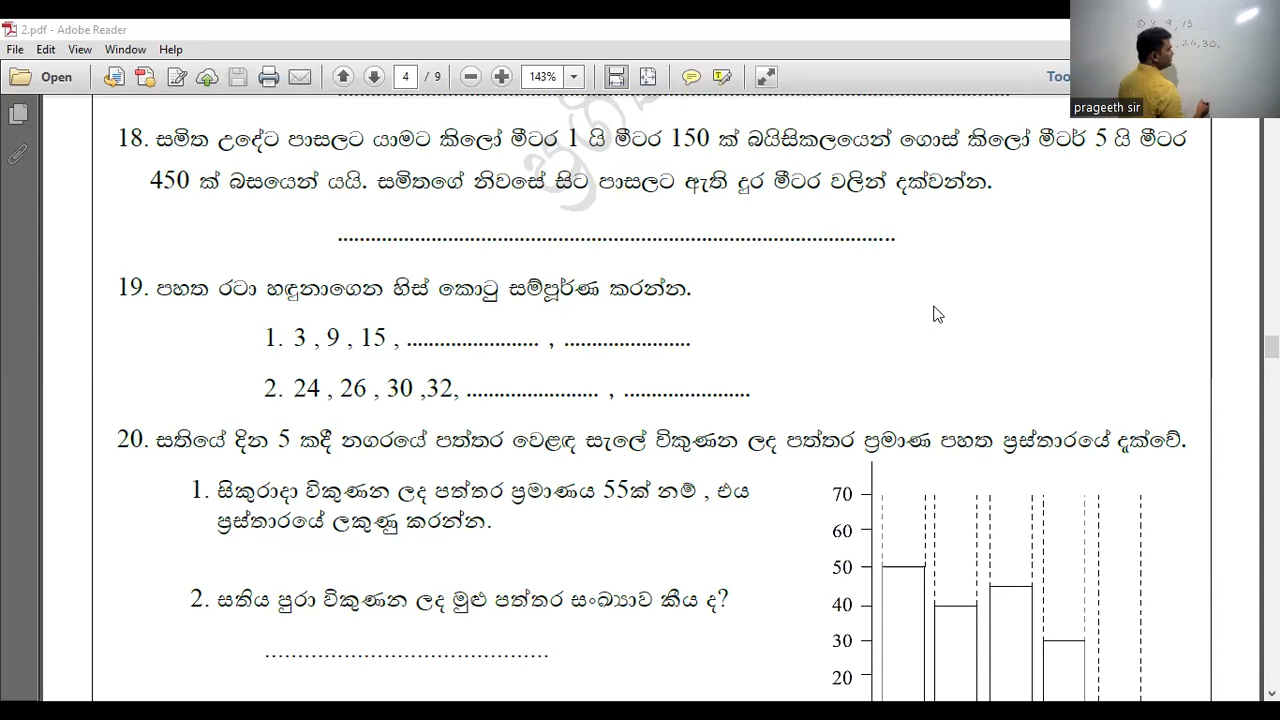 2.pdf - Adobe Reader
File Edit View Window Help
Open 4 / 9 143% Too
prageeth sir
18. සමිත උදේට පාසලට යාමට කිලෝ මීටර 1 යි මීටර 150 ක් බයිසිකලයෙන් ගොස් කිලෝ මීටර් 5 යි මීටර
450 ක් බසයෙන් යයි. සමිතගේ නිවසේ සිට පාසලට ඇති දුර මීටර වලින් දක්වන්න.
....................................................................................................
19. පහත රටා හඳුනාගෙන හිස් කොටු සම්පූර්ණ කරන්න.
1. 3 , 9 , 15 , ........................ , .......................
2. 24 , 26 , 30 ,32, ........................ , .......................
20. සතියේ දින 5 කදී නගරයේ පත්තර වෙළඳ සැලේ විකුණන ලද පත්තර ප්‍රමාණ පහත ප්‍රස්තාරයේ දැක්වේ.
1. සිකුරාදා විකුණන ලද පත්තර ප්‍රමාණය 55ක් නම් , එය
ප්‍රස්තාරයේ ලකුණු කරන්න.
2. සතිය පුරා විකුණන ලද මුළු පත්තර සංඛ්‍යාව කීය ද?
...........................................
70
60
50
40
30
20